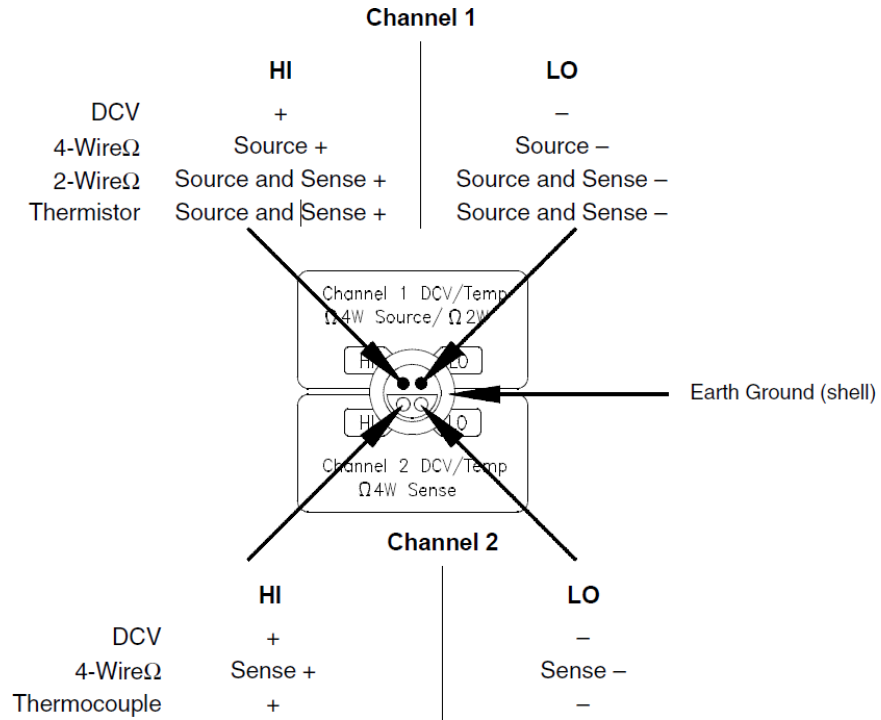 Channel 1
HI LO
DCV + –
4-WireΩ Source + Source –
2-WireΩ Source and Sense + Source and Sense –
Thermistor Source and Sense + Source and Sense –
Channel 1 DCV/Temp
Ω4W Source/ Ω2W
HI LO
Earth Ground (shell)
HI LO
Channel 2 DCV/Temp
Ω4W Sense
Channel 2
HI LO
DCV + –
4-WireΩ Sense + Sense –
Thermocouple + –